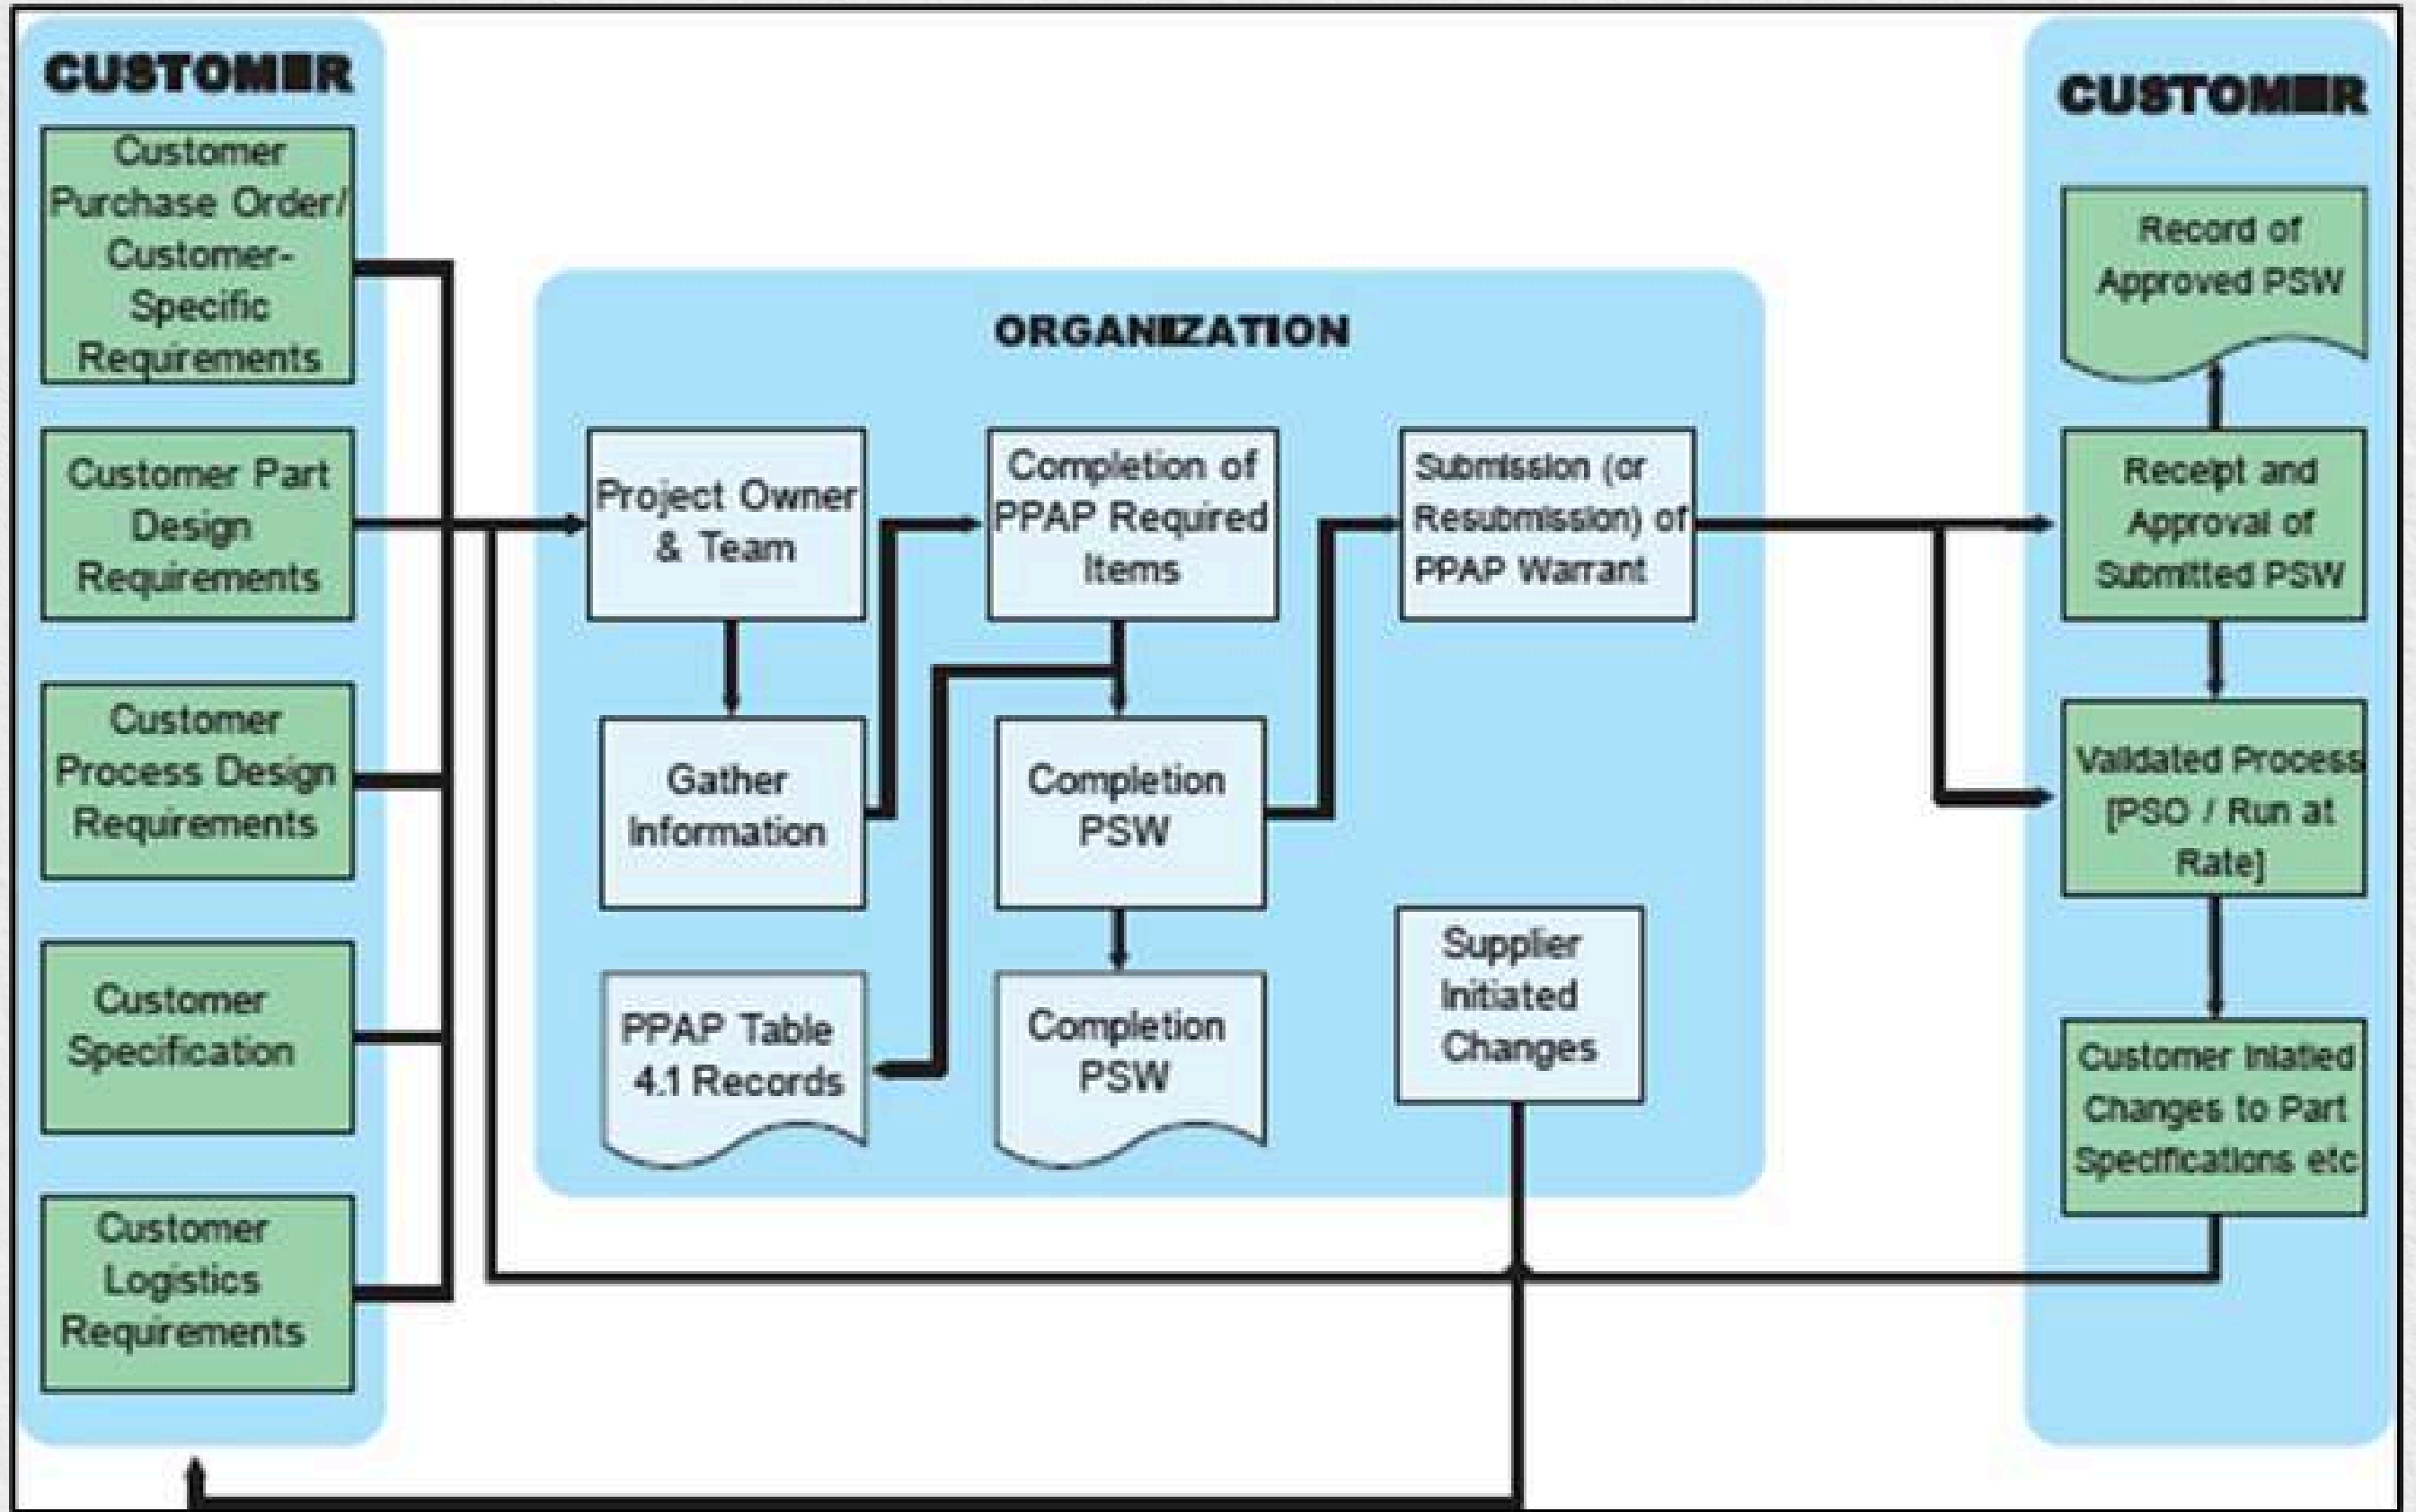 CUSTOMER
Customer
Purchase Order/
Customer-
Specific
Requirements
Customer Part
Design
Requirements
Customer
Process Design
Requirements
Customer
Specification
Customer
Logistics
Requirements
ORGANIZATION
Project Owner
& Team
Gather
Information
PPAP Table
4.1 Records
Completion of
PPAP Required
Items
Completion
PSW
Completion
PSW
Submission (or
Resubmission) of
PPAP Warrant
Supplier
Initiated
Changes
CUSTOMER
Record of
Approved PSW
Receipt and
Approval of
Submitted PSW
Validated Process
[PSO / Run at
Rate]
Customer Iniatied
Changes to Part
Specifications etc